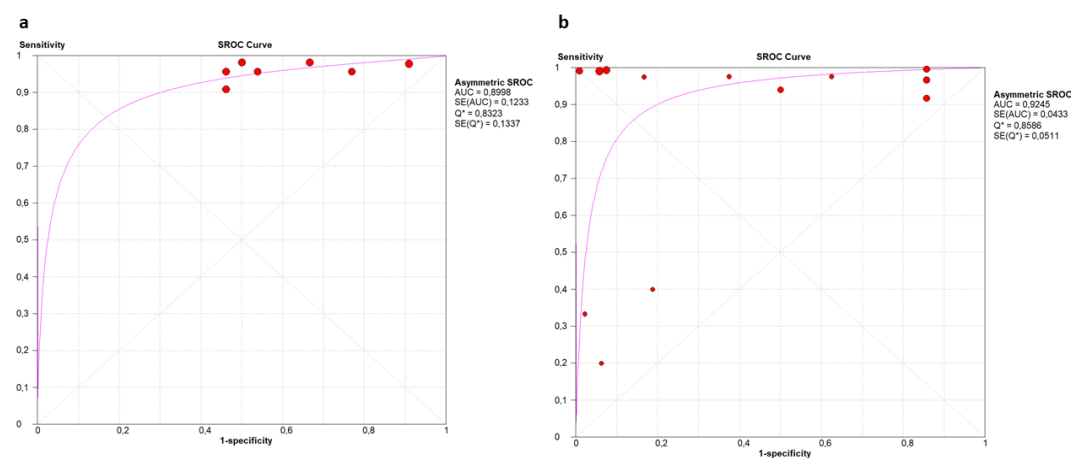 a
Sensitivity
SROC Curve
1
0,9
0,8
0,7
0,6
0,5
0,4
0,3
0,2
0,1
0
0 0,2 0,4 0,6 0,8 1
1-specificity
Asymmetric SROC
AUC = 0,8998
SE(AUC) = 0,1233
Q* = 0,8323
SE(Q*) = 0,1337
b
Sensitivity
SROC Curve
1
0,9
0,8
0,7
0,6
0,5
0,4
0,3
0,2
0,1
0
0 0,2 0,4 0,6 0,8 1
1-specificity
Asymmetric SROC
AUC = 0,9245
SE(AUC) = 0,0433
Q* = 0,8586
SE(Q*) = 0,0511